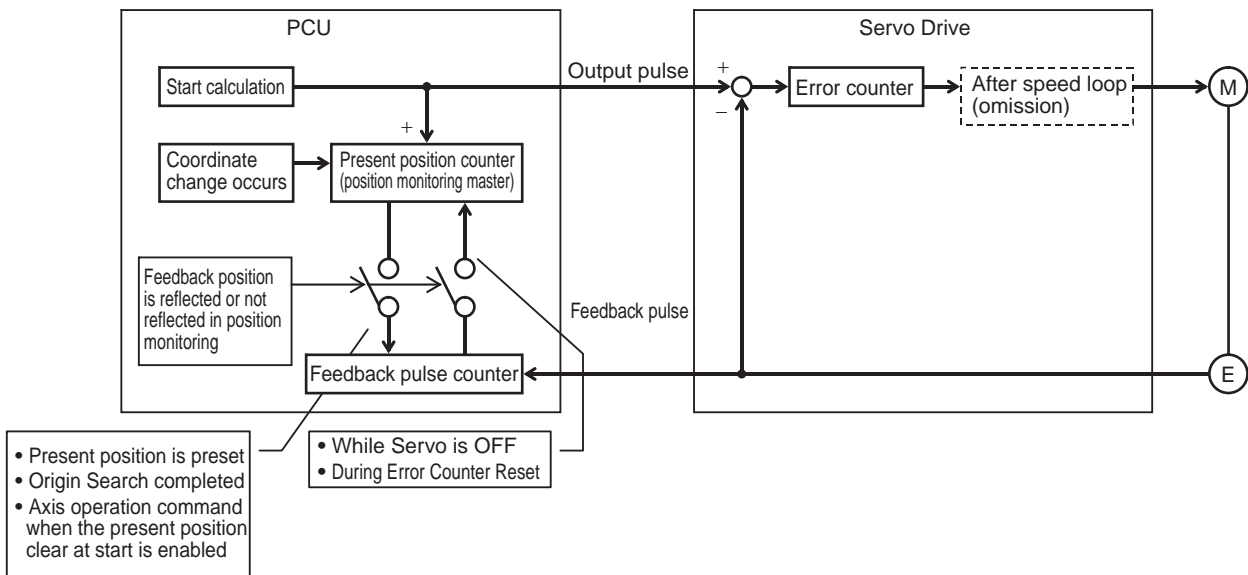 PCU
Servo Drive
Start calculation
Output pulse
+
−
Error counter
After speed loop
(omission)
M
+
Coordinate
change occurs
Present position counter
(position monitoring master)
Feedback position
is reflected or not
reflected in position
monitoring
Feedback pulse
Feedback pulse counter
E
• Present position is preset
• Origin Search completed
• Axis operation command
when the present position
clear at start is enabled
• While Servo is OFF
• During Error Counter Reset